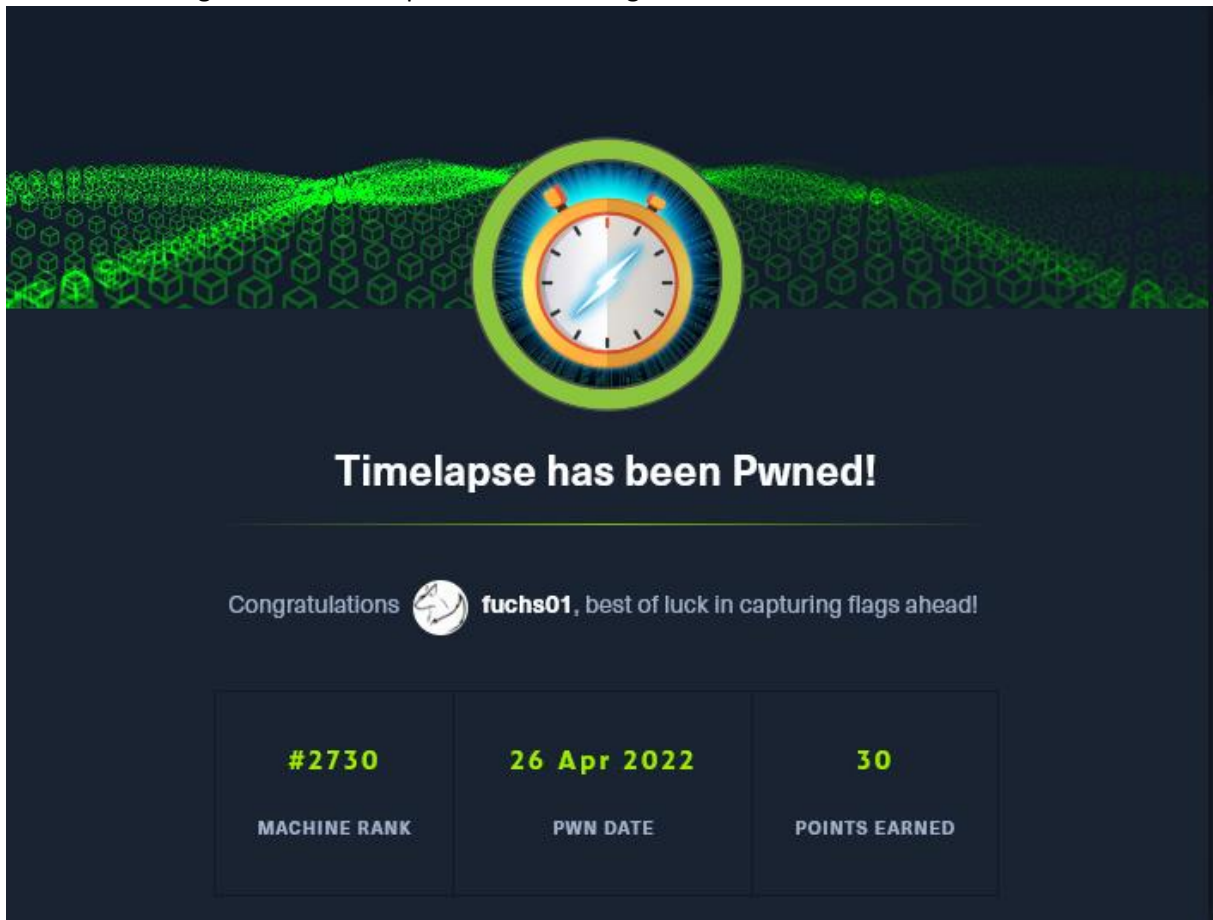 Timelapse has been Pwned!
Congratulations fuchs01, best of luck in capturing flags ahead!
#2730 26 Apr 2022 30
MACHINE RANK PWN DATE POINTS EARNED